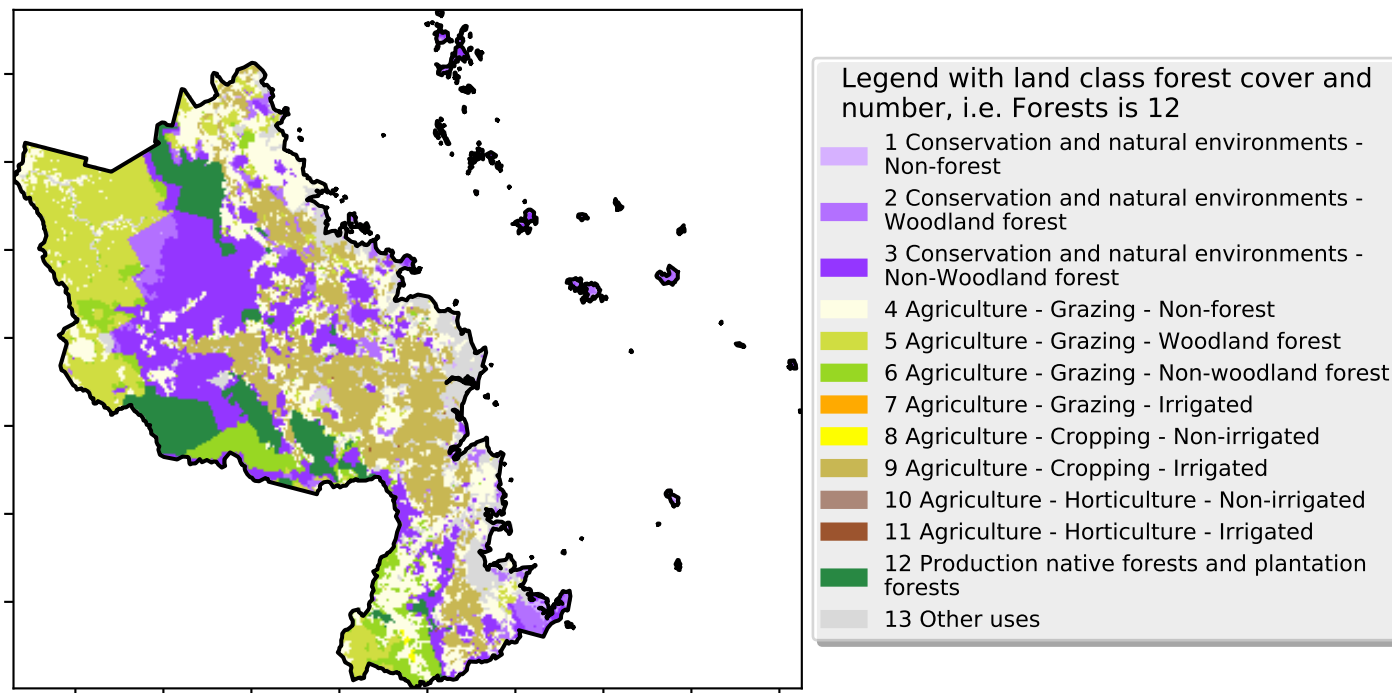 Legend with land class forest cover and
number, i.e. Forests is 12
1 Conservation and natural environments -
Non-forest
2 Conservation and natural environments -
Woodland forest
3 Conservation and natural environments -
Non-Woodland forest
4 Agriculture - Grazing - Non-forest
5 Agriculture - Grazing - Woodland forest
6 Agriculture - Grazing - Non-woodland forest
7 Agriculture - Grazing - Irrigated
8 Agriculture - Cropping - Non-irrigated
9 Agriculture - Cropping - Irrigated
10 Agriculture - Horticulture - Non-irrigated
11 Agriculture - Horticulture - Irrigated
12 Production native forests and plantation
forests
13 Other uses